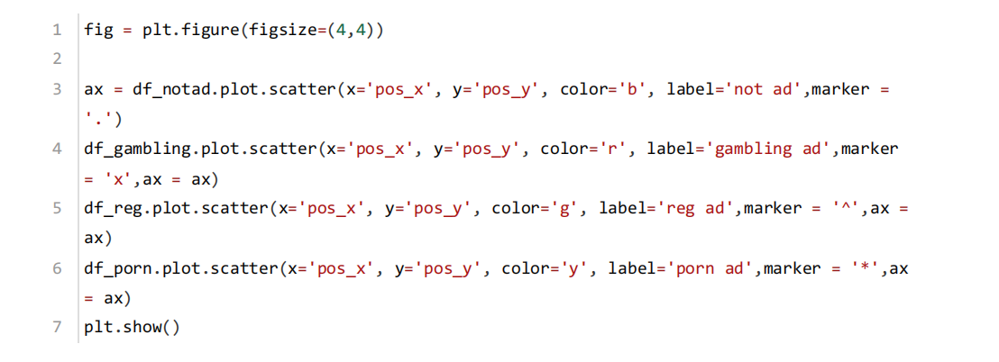 1 fig = plt.figure(figsize=(4,4))
2
3 ax = df_notad.plot.scatter(x='pos_x', y='pos_y', color='b', label='not ad',marker =
'.')
4 df_gambling.plot.scatter(x='pos_x', y='pos_y', color='r', label='gambling ad',marker
= 'x',ax = ax)
5 df_reg.plot.scatter(x='pos_x', y='pos_y', color='g', label='reg ad',marker = '^',ax =
ax)
6 df_porn.plot.scatter(x='pos_x', y='pos_y', color='y', label='porn ad',marker = '*',ax
= ax)
7 plt.show()